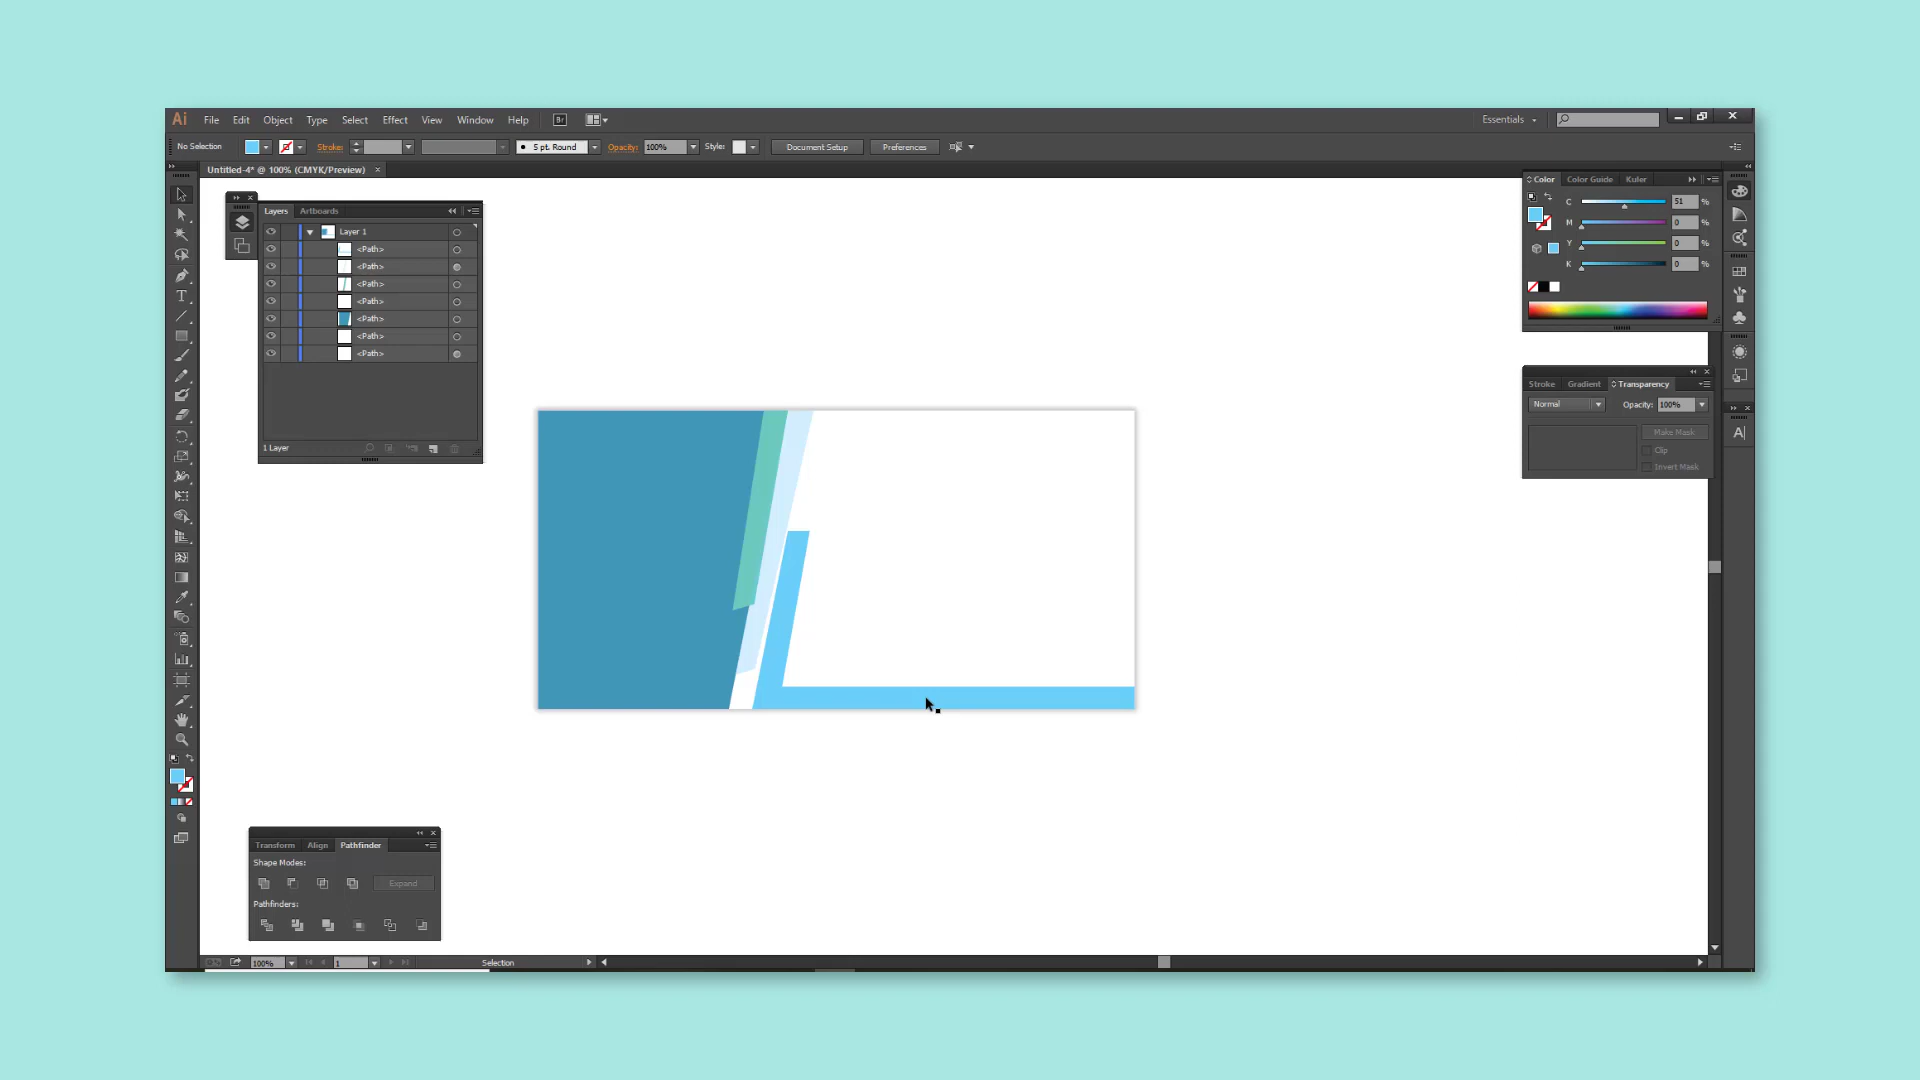 Ai File Edit Object Type Select Effect View Window Help Br Essentials
No Selection Stroke: 5 pt. Round Opacity: 100% Style: Document Setup Preferences
Untitled-4* @ 100% (CMYK/Preview) ×
Layers Artboards
Layer 1
<Path>
<Path>
<Path>
<Path>
<Path>
<Path>
<Path>
1 Layer
Color Color Guide Kuler
C 51 %
M 0 %
Y 0 %
K 0 %
Stroke Gradient Transparency
Normal Opacity: 100%
Make Mask
Clip
Invert Mask
Transform Align Pathfinder
Shape Modes:
Expand
Pathfinders:
100% 1 Selection